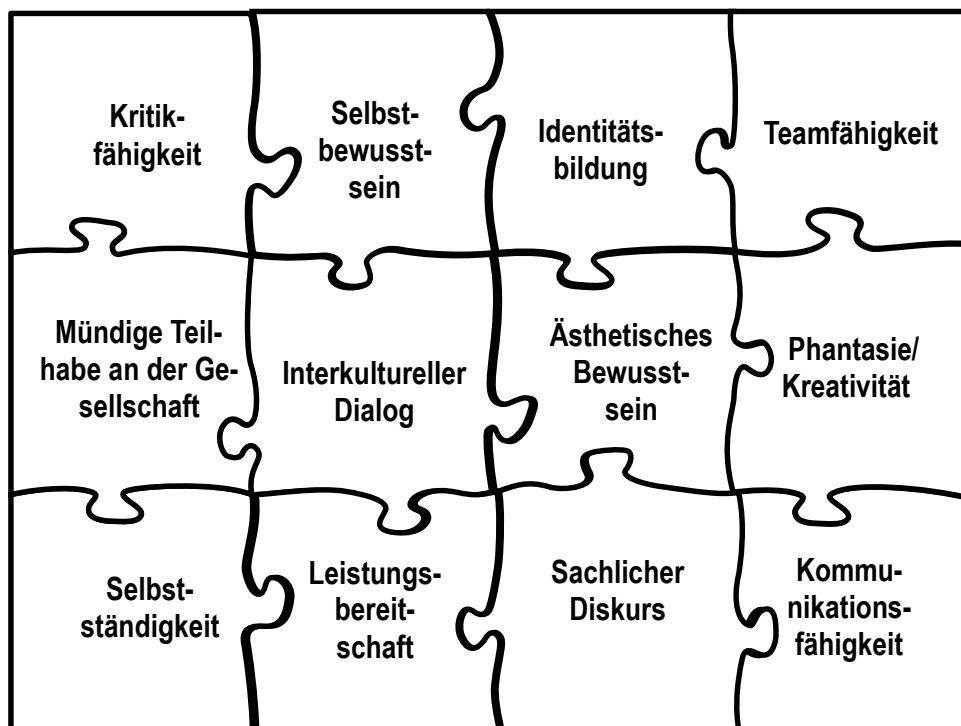 Kritik-
fähigkeit
Selbst-
bewusst-
sein
Identitäts-
bildung
Teamfähigkeit
Mündige Teil-
habe an der Ge-
sellschaft
Interkultureller
Dialog
Ästhetisches
Bewusst-
sein
Phantasie/
Kreativität
Selbst-
ständigkeit
Leistungs-
bereit-
schaft
Sachlicher
Diskurs
Kommu-
nikations-
fähigkeit